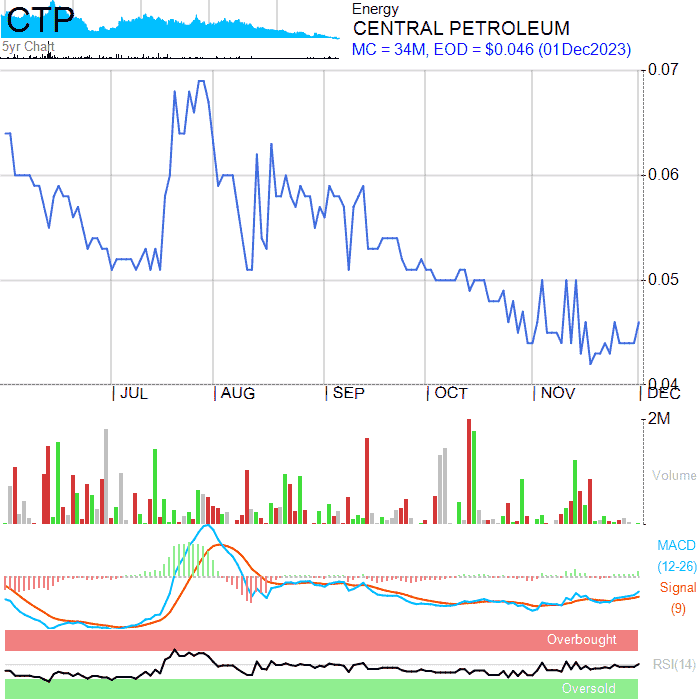 CTP
5yr Chart
Energy
CENTRAL PETROLEUM
MC = 34M, EOD = $0.046 (01Dec2023)
0.07
0.06
0.05
0.04
JUL AUG SEP OCT NOV DEC
2M
Volume
MACD
(12-26)
Signal
(9)
Overbought
RSI(14)
Oversold